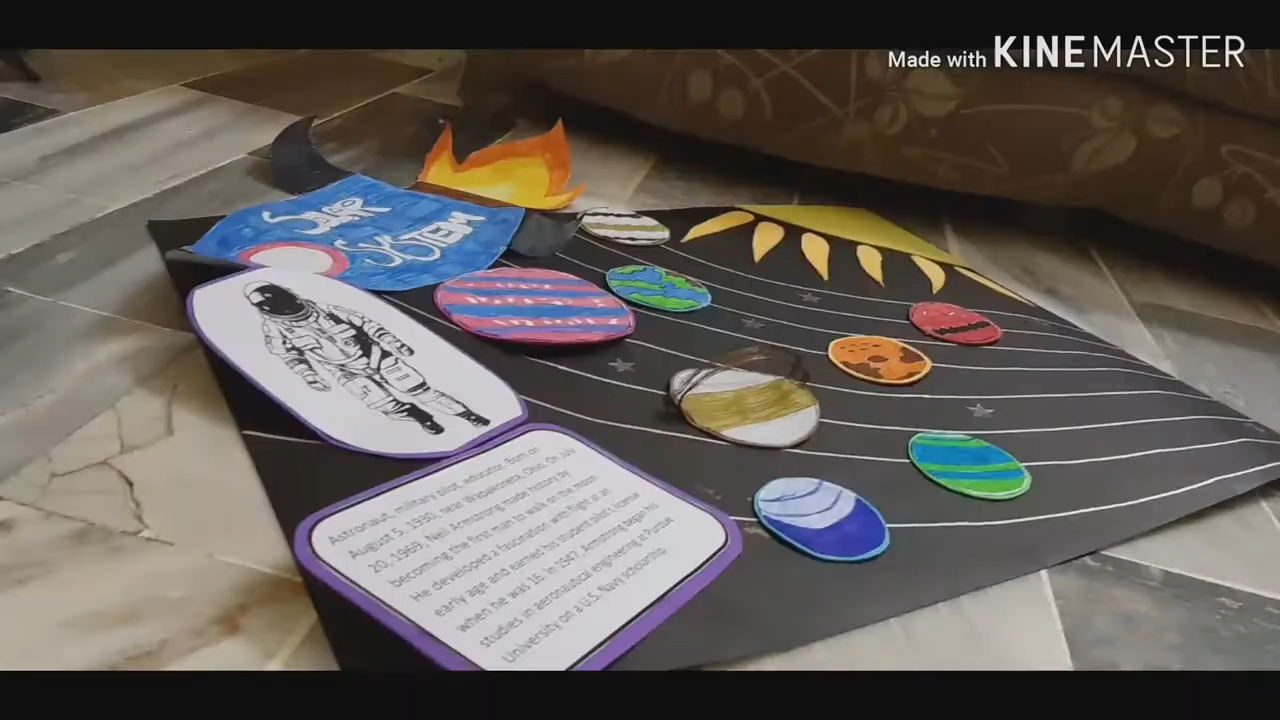 Made with KINEMASTER
SOLAR
SYSTEM
Astronaut, military pilot, educator. Born on
August 5, 1930, near Wapakoneta, Ohio. On July
20, 1969, Neil Armstrong made history by
becoming the first man to walk on the moon.
He developed a fascination with flight at an
early age and earned his student pilot's license
when he was 16. In 1947, Armstrong began his
studies in aeronautical engineering at Purdue
University on a U.S. Navy scholarship.